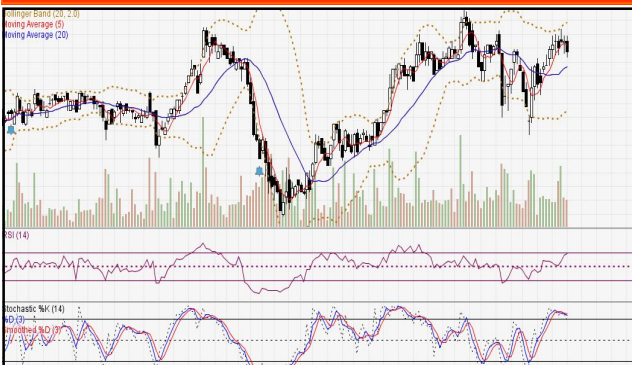 Bollinger Band (20, 2.0)
Moving Average (5)
Moving Average (20)
RSI (14)
Stochastic %K (14)
%D (3)
Smoothed %D (3)